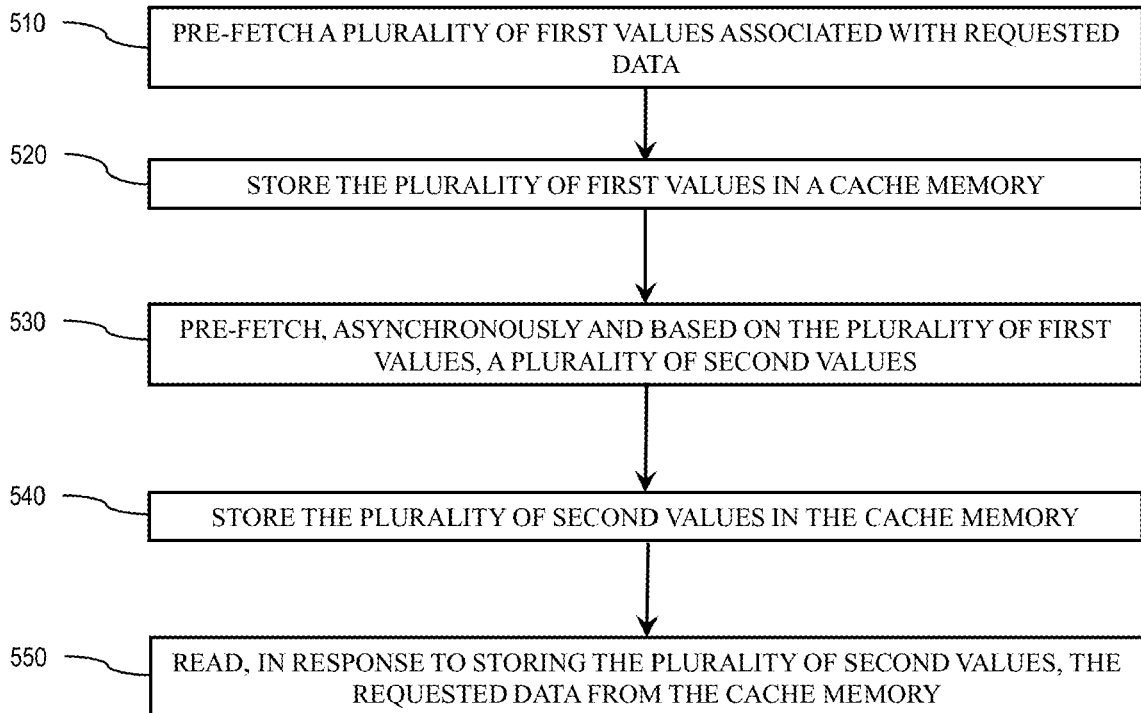 510
PRE-FETCH A PLURALITY OF FIRST VALUES ASSOCIATED WITH REQUESTED
DATA
520
STORE THE PLURALITY OF FIRST VALUES IN A CACHE MEMORY
530
PRE-FETCH, ASYNCHRONOUSLY AND BASED ON THE PLURALITY OF FIRST
VALUES, A PLURALITY OF SECOND VALUES
540
STORE THE PLURALITY OF SECOND VALUES IN THE CACHE MEMORY
550
READ, IN RESPONSE TO STORING THE PLURALITY OF SECOND VALUES, THE
REQUESTED DATA FROM THE CACHE MEMORY